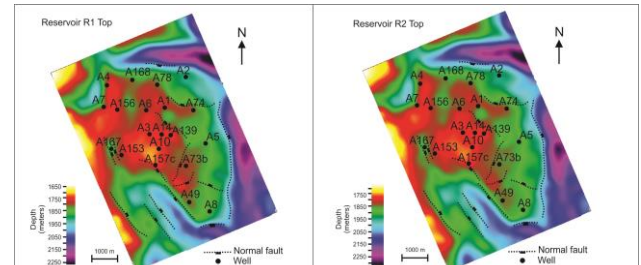 Reservoir R1 Top
N
A168
A4
A78
A2
A7
A156
A6
A1
A74
A3
A14
A139
A167
A10
A5
A153
A157c
A73b
A49
A8
1650
1750
1850
1950
2050
2150
2250
Depth
(meters)
1000 m
Normal fault
Well
Reservoir R2 Top
N
A168
A4
A78
A2
A7
A156
A6
A1
A74
A3
A14
A139
A167
A10
A5
A153
A157c
A73b
A49
A8
1750
1850
1950
2050
2150
2250
Depth
(meters)
1000 m
Normal fault
Well